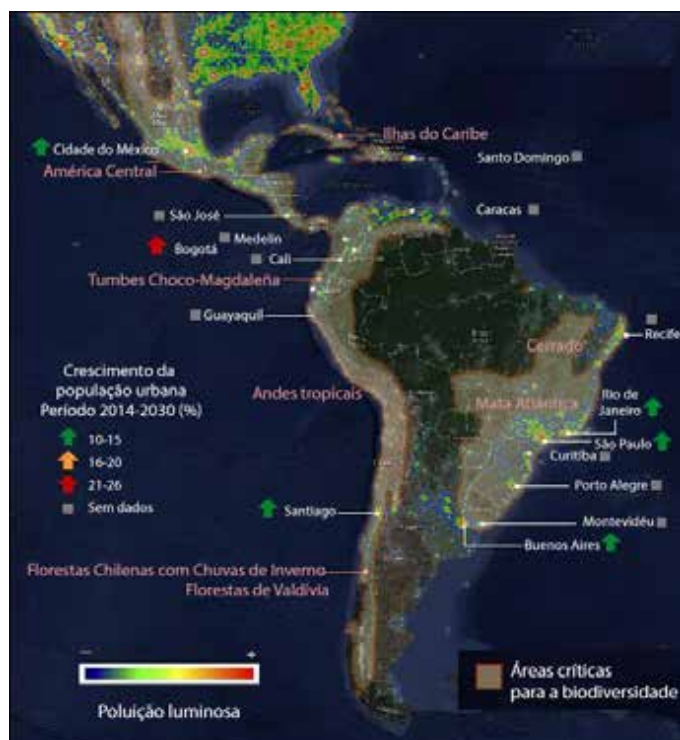 Ilhas do Caribe
Cidade do México
Santo Domingo
América Central
São José
Caracas
Medelin
Bogotá
Cali
Tumbes Choco-Magdaleña
Guayaquil
Recife
Cerrado
Crescimento da
população urbana
Período 2014-2030 (%)
10-15
16-20
21-26
Sem dados
Andes tropicais
Mata Atlântica
Rio de
Janeiro
São Paulo
Curitiba
Porto Alegre
Santiago
Montevidéu
Buenos Aires
Florestas Chilenas com Chuvas de Inverno
Florestas de Valdívia
− +
Poluição luminosa
Áreas críticas
para a biodiversidade